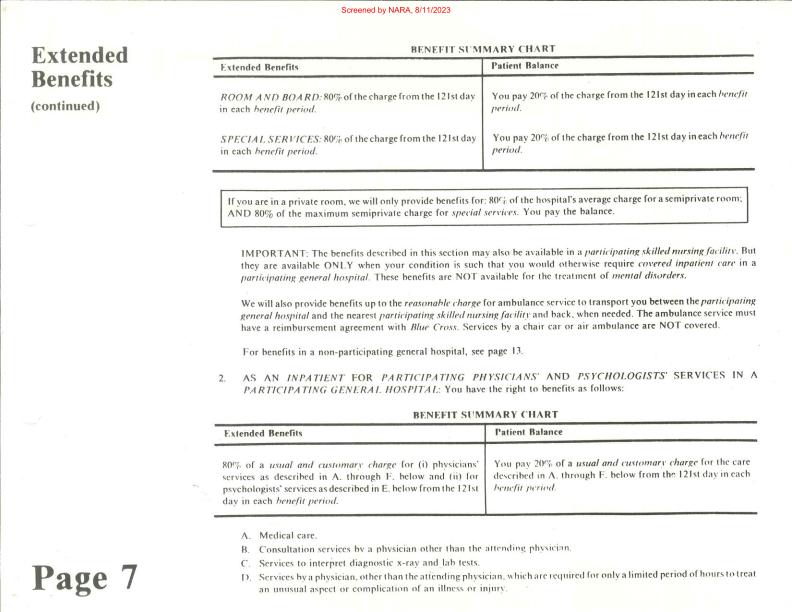 Screened by NARA, 8/11/2023
Extended
Benefits
(continued)
BENEFIT SUMMARY CHART
Extended Benefits
Patient Balance
ROOM AND BOARD: 80% of the charge from the 121st day
in each benefit period.
You pay 20% of the charge from the 121st day in each benefit
period.
SPECIAL SERVICES: 80% of the charge from the 121st day
in each benefit period.
You pay 20% of the charge from the 121st day in each benefit
period.
If you are in a private room, we will only provide benefits for: 80% of the hospital's average charge for a semiprivate room;
AND 80% of the maximum semiprivate charge for special services. You pay the balance.
IMPORTANT: The benefits described in this section may also be available in a participating skilled nursing facility. But
they are available ONLY when your condition is such that you would otherwise require covered inpatient care in a
participating general hospital. These benefits are NOT available for the treatment of mental disorders.
We will also provide benefits up to the reasonable charge for ambulance service to transport you between the participating
general hospital and the nearest participating skilled nursing facility and back, when needed. The ambulance service must
have a reimbursement agreement with Blue Cross. Services by a chair car or air ambulance are NOT covered.
For benefits in a non-participating general hospital, see page 13.
2. AS AN INPATIENT FOR PARTICIPATING PHYSICIANS' AND PSYCHOLOGISTS' SERVICES IN A
PARTICIPATING GENERAL HOSPITAL: You have the right to benefits as follows:
BENEFIT SUMMARY CHART
Extended Benefits
Patient Balance
80% of a usual and customary charge for (i) physicians'
services as described in A. through F. below and (ii) for
psychologists' services as described in E. below from the 121st
day in each benefit period.
You pay 20% of a usual and customary charge for the care
described in A. through F. below from the 121st day in each
benefit period.
A. Medical care.
B. Consultation services by a physician other than the attending physician.
C. Services to interpret diagnostic x-ray and lab tests.
D. Services by a physician, other than the attending physician, which are required for only a limited period of hours to treat
an unusual aspect or complication of an illness or injury.
Page 7